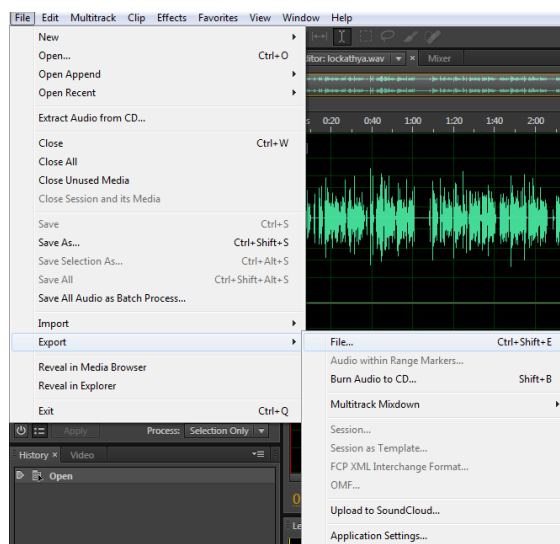 File Edit Multitrack Clip Effects Favorites View Window Help
New
Open... Ctrl+O
Open Append
Open Recent
Extract Audio from CD...
Close Ctrl+W
Close All
Close Unused Media
Close Session and its Media
Save Ctrl+S
Save As... Ctrl+Shift+S
Save Selection As... Ctrl+Alt+S
Save All Ctrl+Shift+Alt+S
Save All Audio as Batch Process...
Import
Export
Reveal in Media Browser
Reveal in Explorer
Exit Ctrl+Q
ditor: lockathya.wav Mixer
s 0:20 0:40 1:00 1:20 1:40 2:00
File... Ctrl+Shift+E
Audio within Range Markers...
Burn Audio to CD... Shift+B
Multitrack Mixdown
Session...
Session as Template...
FCP XML Interchange Format...
OMF...
Upload to SoundCloud...
Application Settings...
Apply Process: Selection Only
History Video
Open
0
Le